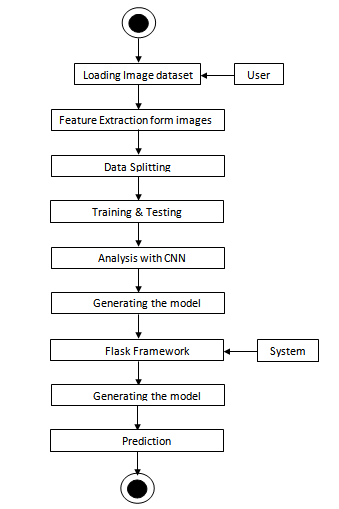 Loading Image dataset
User
Feature Extraction form images
Data Splitting
Training & Testing
Analysis with CNN
Generating the model
Flask Framework
System
Generating the model
Prediction